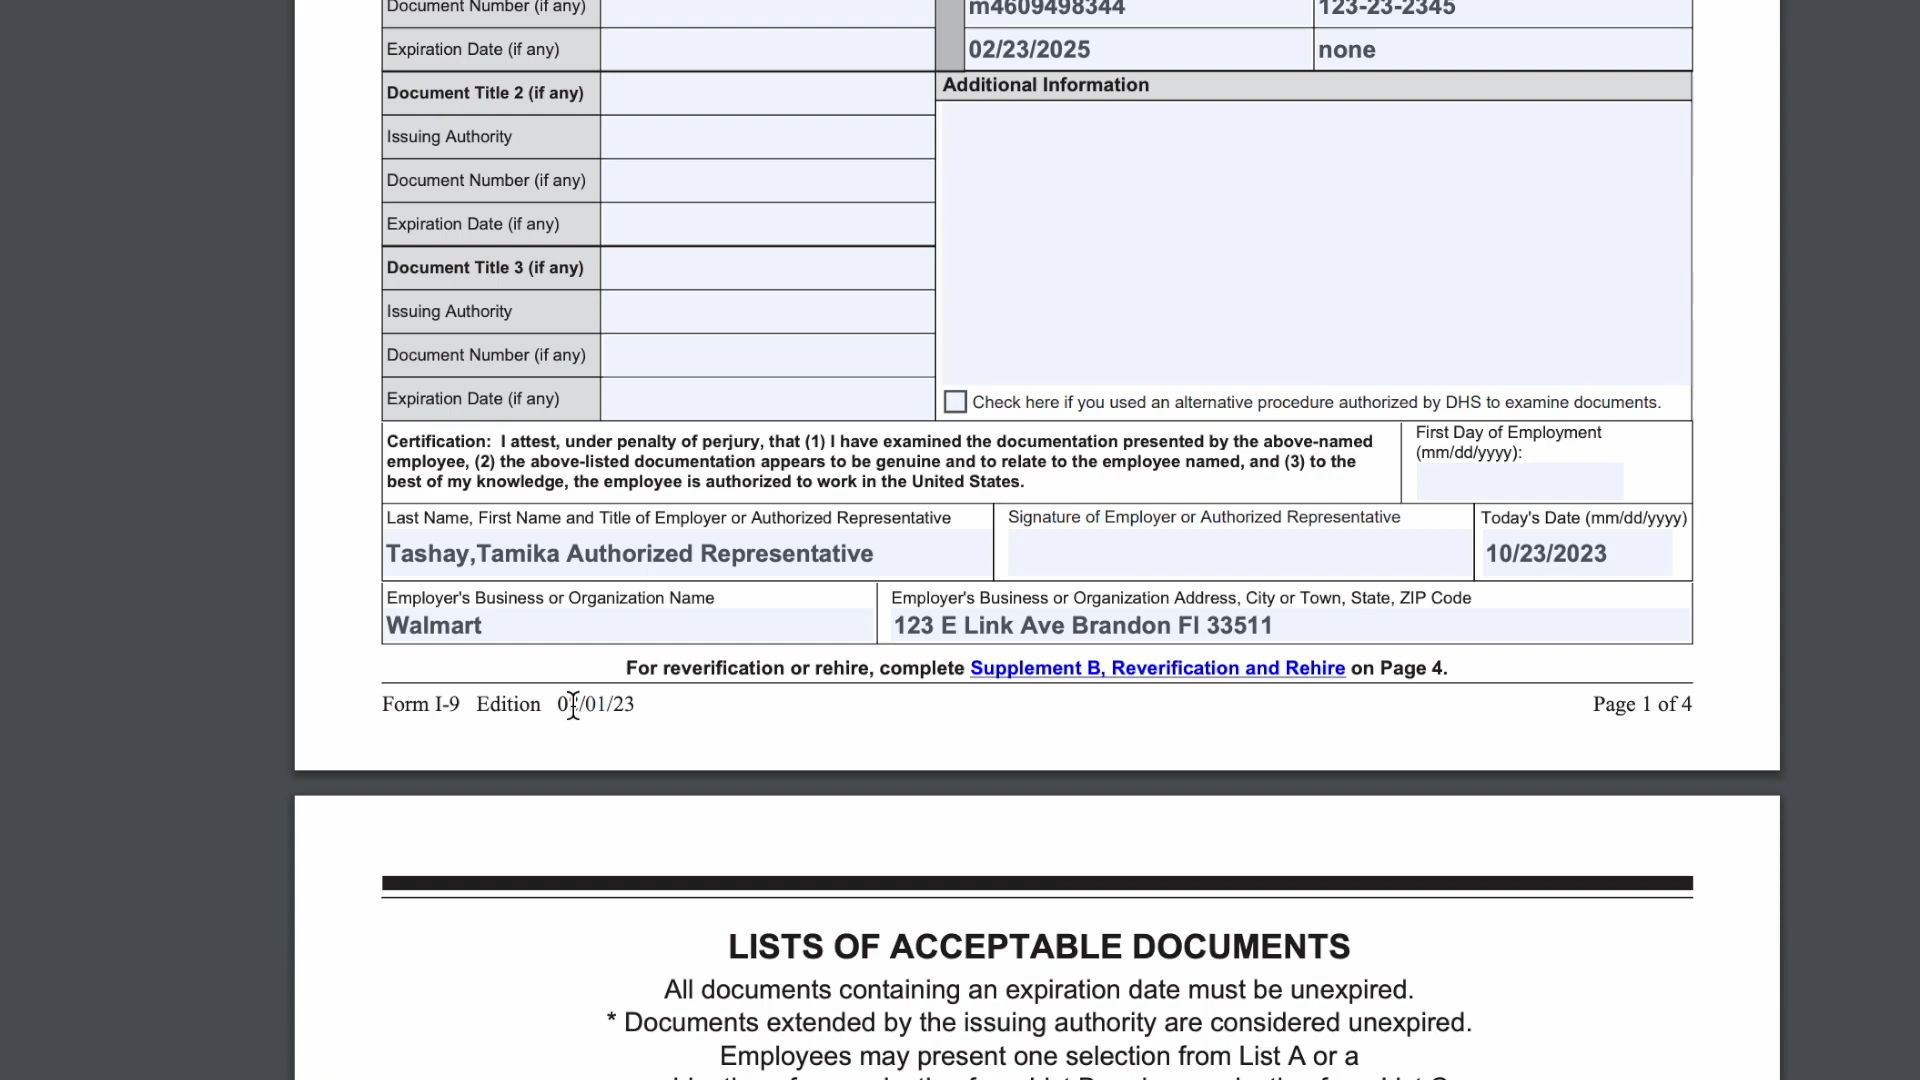 Document Number (if any)
m4609498344
123-23-2345
Expiration Date (if any)
02/23/2025
none
Document Title 2 (if any)
Additional Information
Issuing Authority
Document Number (if any)
Expiration Date (if any)
Document Title 3 (if any)
Issuing Authority
Document Number (if any)
Expiration Date (if any)
Check here if you used an alternative procedure authorized by DHS to examine documents.
Certification: I attest, under penalty of perjury, that (1) I have examined the documentation presented by the above-named
employee, (2) the above-listed documentation appears to be genuine and to relate to the employee named, and (3) to the
best of my knowledge, the employee is authorized to work in the United States.
First Day of Employment
(mm/dd/yyyy):
Last Name, First Name and Title of Employer or Authorized Representative
Signature of Employer or Authorized Representative
Today's Date (mm/dd/yyyy)
Tashay,Tamika Authorized Representative
10/23/2023
Employer's Business or Organization Name
Employer's Business or Organization Address, City or Town, State, ZIP Code
Walmart
123 E Link Ave Brandon Fl 33511
For reverification or rehire, complete Supplement B, Reverification and Rehire on Page 4.
Form I-9 Edition
Page 1 of 4
LISTS OF ACCEPTABLE DOCUMENTS
All documents containing an expiration date must be unexpired.
* Documents extended by the issuing authority are considered unexpired.
Employees may present one selection from List A or a